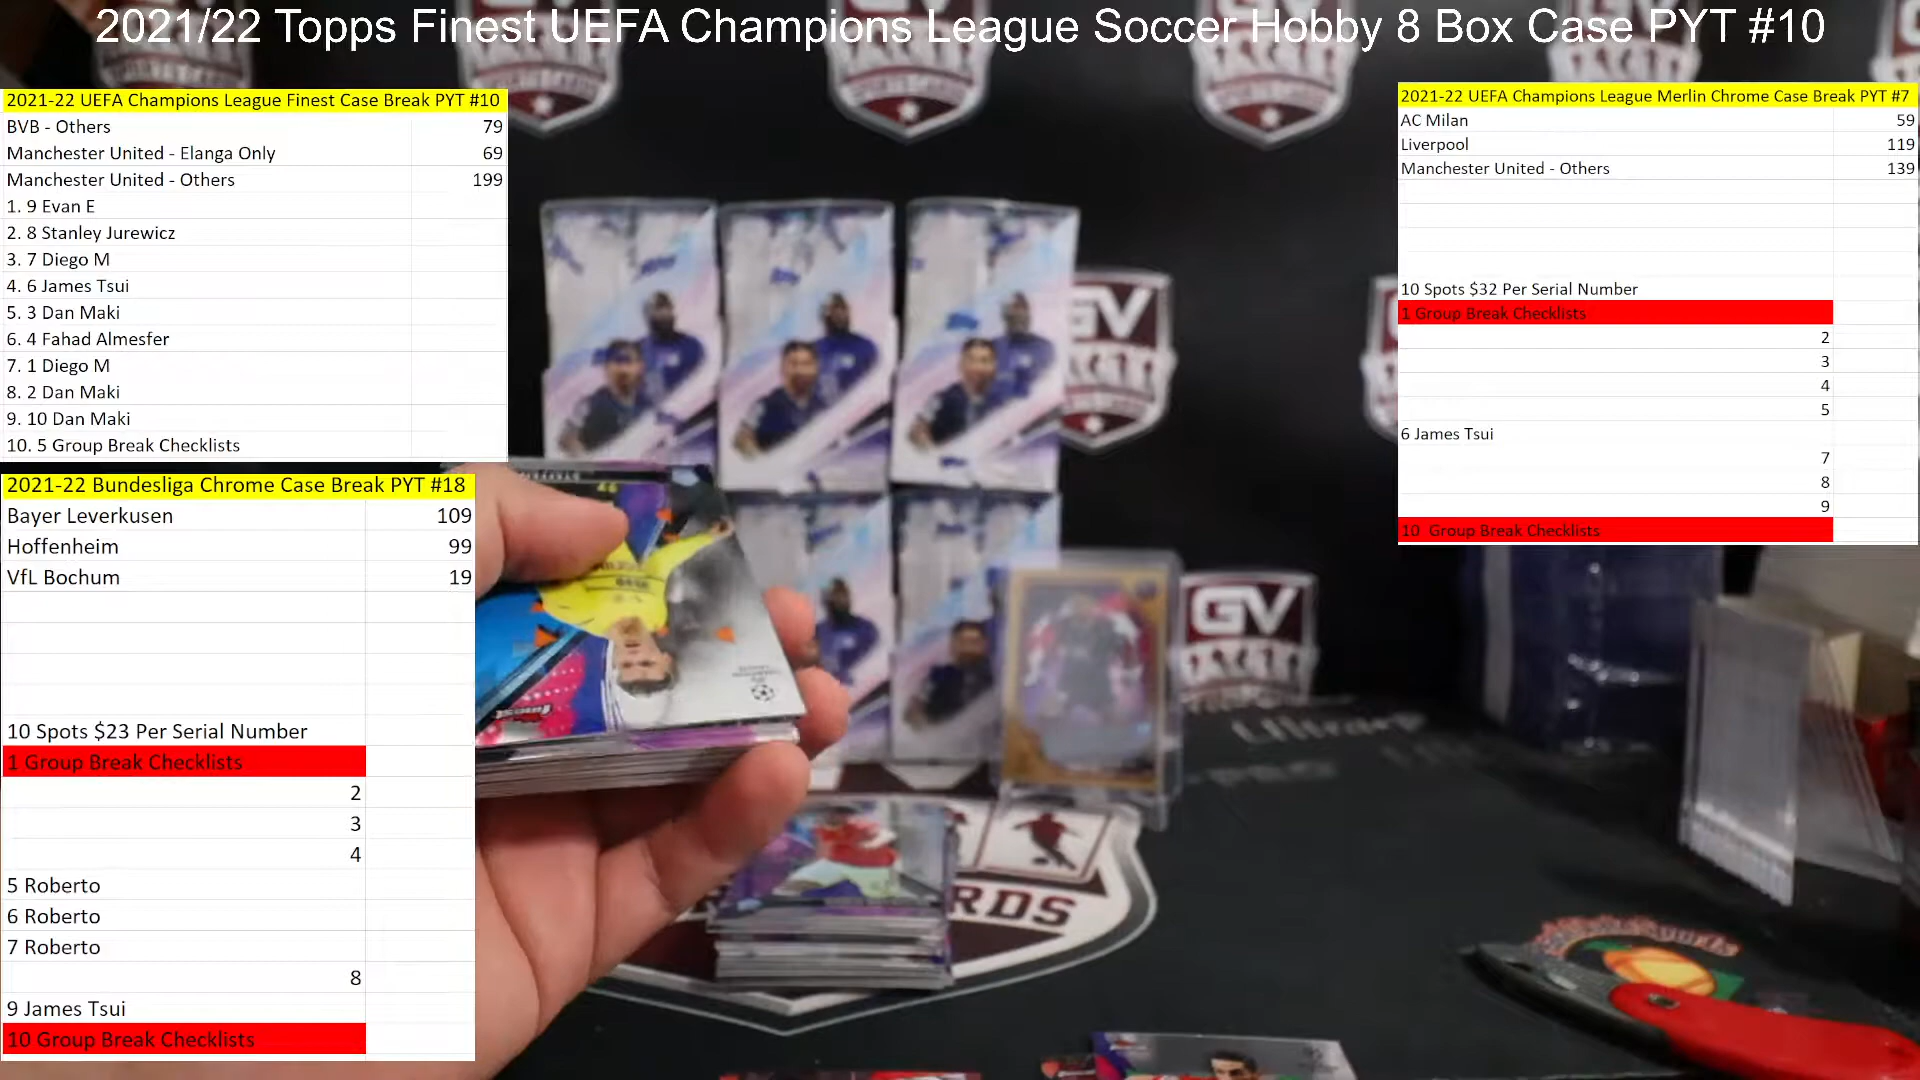 2021/22 Topps Finest UEFA Champions League Soccer Hobby 8 Box Case PYT #10
2021-22 UEFA Champions League Finest Case Break PYT #10
BVB - Others 79
Manchester United - Elanga Only 69
Manchester United - Others 199
1. 9 Evan E
2. 8 Stanley Jurewicz
3. 7 Diego M
4. 6 James Tsui
5. 3 Dan Maki
6. 4 Fahad Almesfer
7. 1 Diego M
8. 2 Dan Maki
9. 10 Dan Maki
10. 5 Group Break Checklists
2021-22 Bundesliga Chrome Case Break PYT #18
Bayer Leverkusen 109
Hoffenheim 99
VfL Bochum 19
10 Spots $23 Per Serial Number
1 Group Break Checklists
2
3
4
5 Roberto
6 Roberto
7 Roberto
8
9 James Tsui
10 Group Break Checklists
2021-22 UEFA Champions League Merlin Chrome Case Break PYT #7
AC Milan 59
Liverpool 119
Manchester United - Others 139
10 Spots $32 Per Serial Number
1 Group Break Checklists
2
3
4
5
6 James Tsui
7
8
9
10 Group Break Checklists
GV
GV
RDS